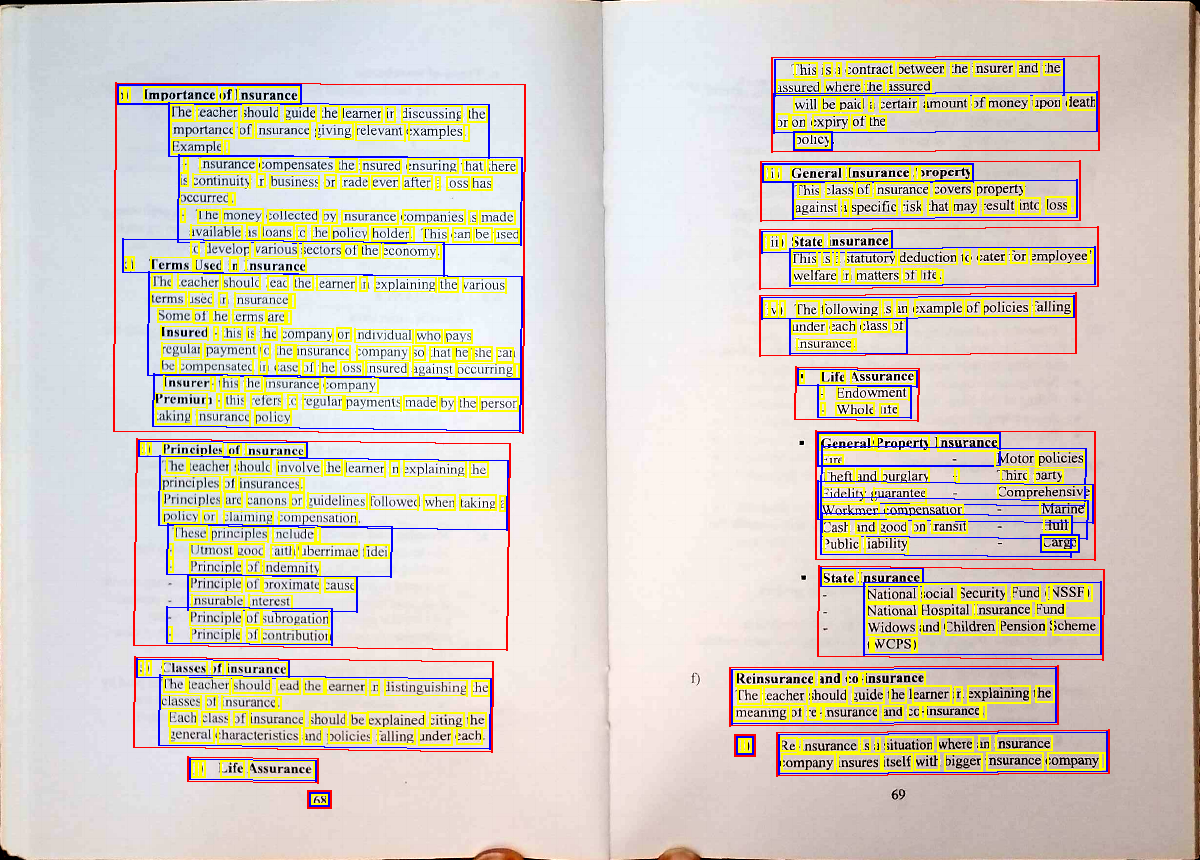 Importance of Insurance
The teacher should guide the learner in discussing the
importance of insurance giving relevant examples.
Example:
- Insurance compensates the insured ensuring that there
is continuity in business or trade even after a loss has
occurred.
- The money collected by insurance companies is made
available as loans to the policy holder. This can be used
to develop various sectors of the economy.
Terms Used in Insurance
The teacher should lead the learner in explaining the various
terms used in insurance
Some of the terms are
Insured - this is the company or individual who pays
regular payment to the insurance company so that he/she can
be compensated in case of the loss insured against occurring
Insurer - this the insurance company
Premium - this refers to regular payments made by the person
taking insurance policy
Principles of insurance
The teacher should involve the learner in explaining the
principles of insurances.
Principles are canons or guidelines followed when taking a
policy or claiming compensation.
These principles include
- Utmost good faith/uberrimae fidei
- Principle of indemnity
- Principle of proximate cause
- Insurable interest
- Principle of subrogation
- Principle of contribution
Classes of insurance
The teacher should lead the learner in distinguishing the
classes of insurance.
Each class of insurance should be explained citing the
general characteristics and policies falling under each.
i) Life Assurance
68
This is a contract between the insurer and the
assured where the assured
will be paid a certain amount of money upon death
or on expiry of the
policy.
ii) General Insurance/property
This class of insurance covers property
against a specific risk that may result into loss
iii) State insurance
This is a statutory deduction to cater for employee'
welfare in matters of life.
iv) The following is an example of policies falling
under each class of
insurance.
▪ Life Assurance
- Endowment
- Whole life
▪ General Property Insurance
Fire - Motor policies
Theft and burglary - Third party
Fidelity guarantee - Comprehensive
Workmen compensation - Marine
Cash and good on transit - Hull
Public liability - Cargo
▪ State Insurance
- National social Security Fund (NSSF)
- National Hospital Insurance Fund
- Widows and Children Pension Scheme
(WCPS)
f) Reinsurance and co-insurance
The teacher should guide the learner in explaining the
meaning of re-insurance and co-insurance.
i) Re-insurance is a situation where an insurance
company insures itself with bigger insurance company
69